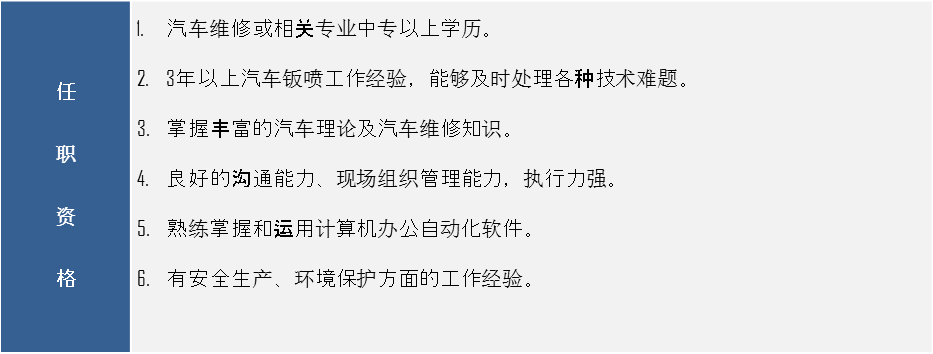 任
职
资
格
1. 汽车维修或相关专业中专以上学历。
2. 3年以上汽车钣喷工作经验，能够及时处理各种技术难题。
3. 掌握丰富的汽车理论及汽车维修知识。
4. 良好的沟通能力、现场组织管理能力，执行力强。
5. 熟练掌握和运用计算机办公自动化软件。
6. 有安全生产、环境保护方面的工作经验。